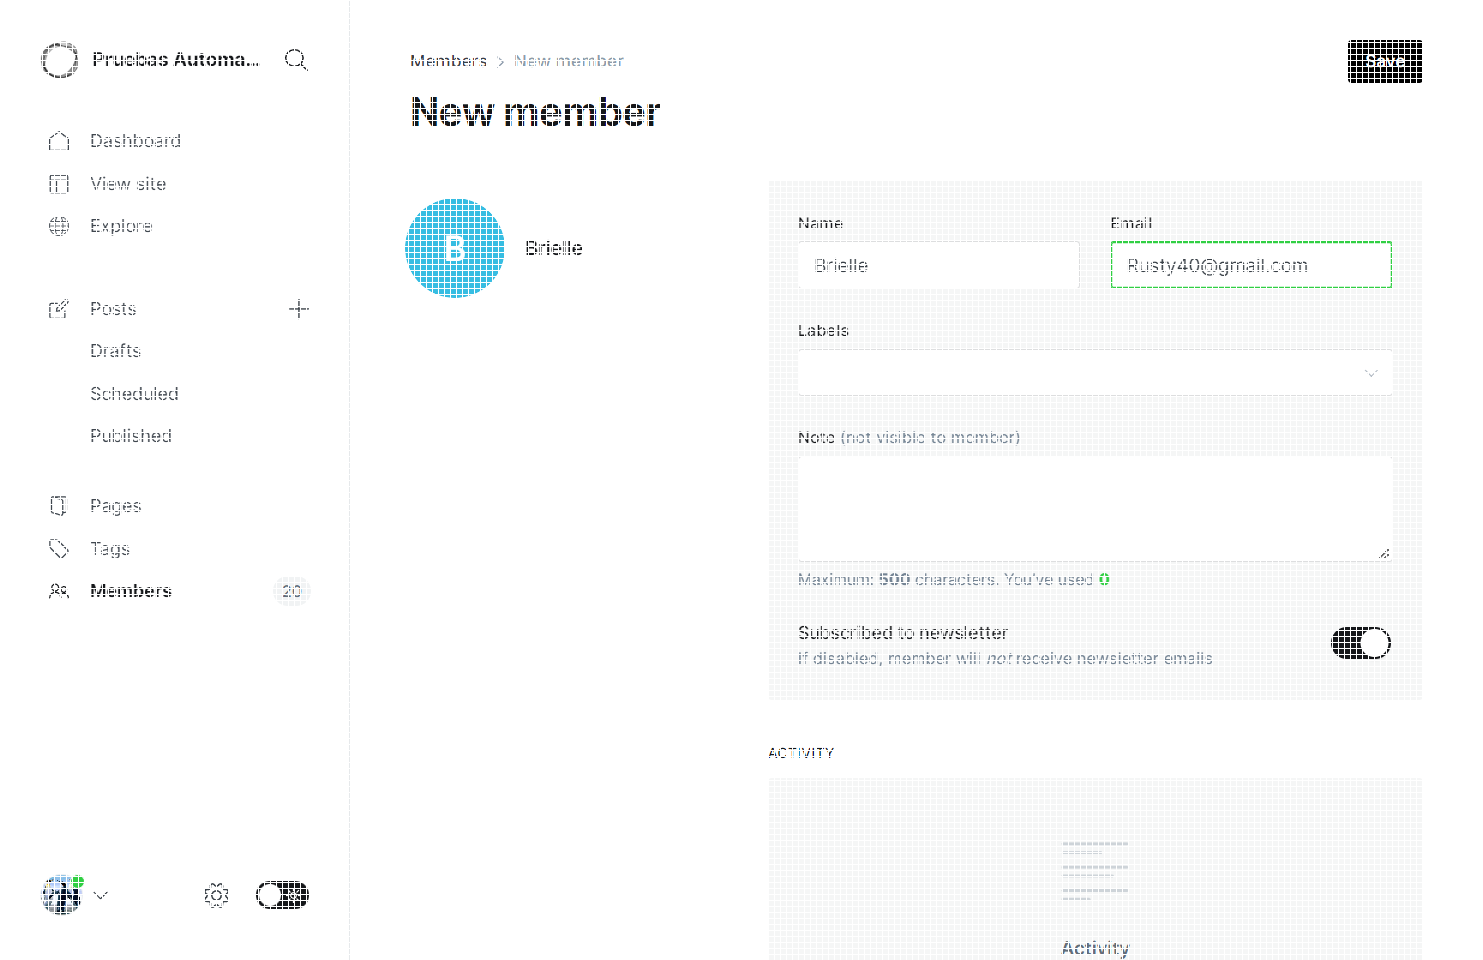 Pruebas Automa...
Dashboard
View site
Explore
Posts
Drafts
Scheduled
Published
Pages
Tags
Members
20
Members > New member
Save
New member
B
Brielle
Name
Email
Brielle
Rusty40@gmail.com
Labels
Note (not visible to member)
Maximum: 500 characters. You've used 0
Subscribed to newsletter
If disabled, member will not receive newsletter emails
ACTIVITY
Activity